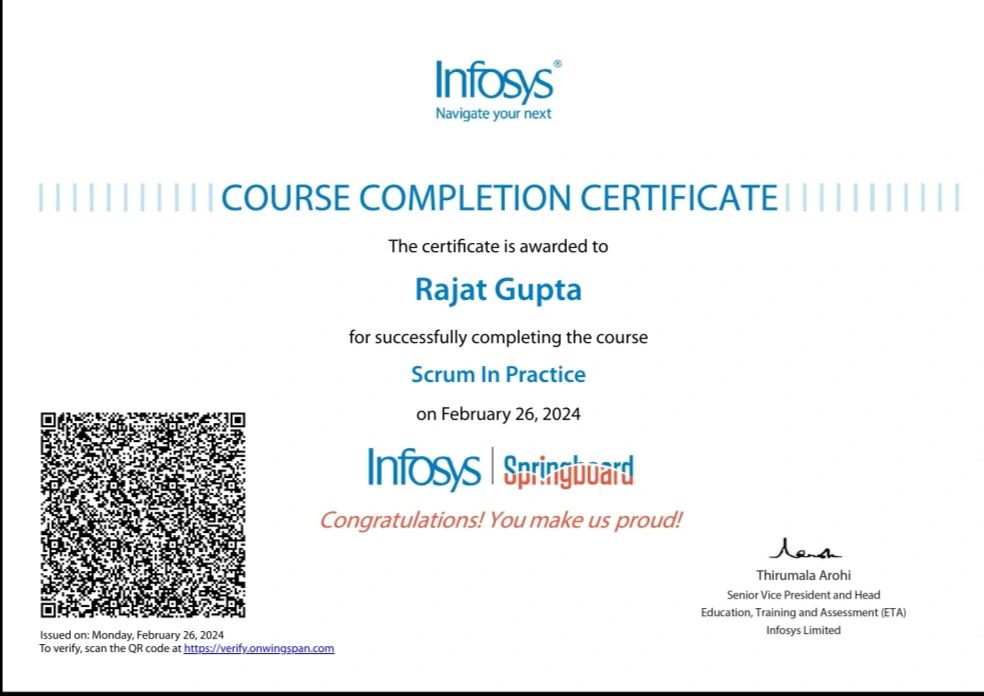 Infosys®
Navigate your next
COURSE COMPLETION CERTIFICATE
The certificate is awarded to
Rajat Gupta
for successfully completing the course
Scrum In Practice
on February 26, 2024
Infosys | Springboard
Congratulations! You make us proud!
Thirumala Arohi
Senior Vice President and Head
Education, Training and Assessment (ETA)
Infosys Limited
Issued on: Monday, February 26, 2024
To verify, scan the QR code at https://verify.onwingspan.com